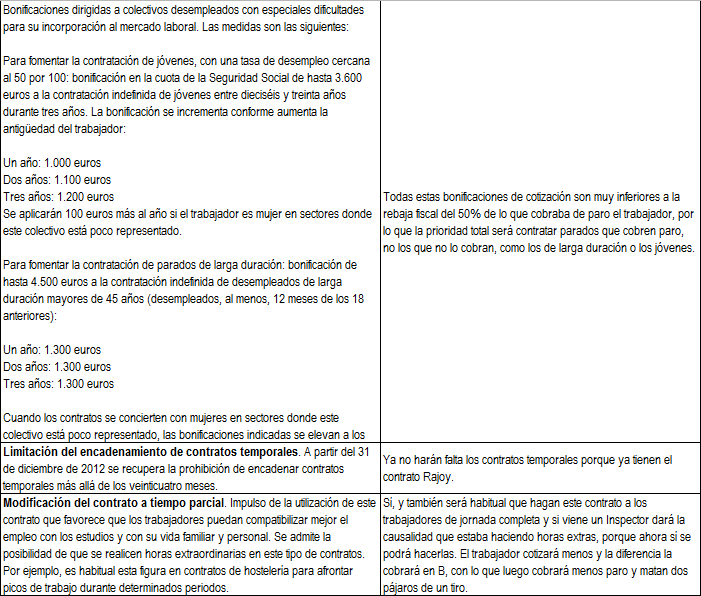 Bonificaciones dirigidas a colectivos desempleados con especiales dificultades
para su incorporación al mercado laboral. Las medidas son las siguientes:
Para fomentar la contratación de jóvenes, con una tasa de desempleo cercana
al 50 por 100: bonificación en la cuota de la Seguridad Social de hasta 3.600
euros a la contratación indefinida de jóvenes entre dieciséis y treinta años
durante tres años. La bonificación se incrementa conforme aumenta la
antigüedad del trabajador:
Un año: 1.000 euros
Dos años: 1.100 euros
Tres años: 1.200 euros
Se aplicarán 100 euros más al año si el trabajador es mujer en sectores donde
este colectivo está poco representado.
Para fomentar la contratación de parados de larga duración: bonificación de
hasta 4.500 euros a la contratación indefinida de desempleados de larga
duración mayores de 45 años (desempleados, al menos, 12 meses de los 18
anteriores):
Un año: 1.300 euros
Dos años: 1.300 euros
Tres años: 1.300 euros
Cuando los contratos se concierten con mujeres en sectores donde este
colectivo está poco representado, las bonificaciones indicadas se elevan a los
Todas estas bonificaciones de cotización son muy inferiores a la
rebaja fiscal del 50% de lo que cobraba de paro el trabajador, por
lo que la prioridad total será contratar parados que cobren paro,
no los que no lo cobran, como los de larga duración o los jóvenes.
Limitación del encadenamiento de contratos temporales. A partir del 31
de diciembre de 2012 se recupera la prohibición de encadenar contratos
temporales más allá de los veinticuatro meses.
Ya no harán falta los contratos temporales porque ya tienen el
contrato Rajoy.
Modificación del contrato a tiempo parcial. Impulso de la utilización de este
contrato que favorece que los trabajadores puedan compatibilizar mejor el
empleo con los estudios y con su vida familiar y personal. Se admite la
posibilidad de que se realicen horas extraordinarias en este tipo de contratos.
Por ejemplo, es habitual esta figura en contratos de hostelería para afrontar
picos de trabajo durante determinados periodos.
Sí, y también será habitual que hagan este contrato a los
trabajadores de jornada completa y si viene un Inspector dará la
causalidad que estaba haciendo horas extras, porque ahora sí se
podrá hacerlas. El trabajador cotizará menos y la diferencia la
cobrará en B, con lo que luego cobrará menos paro y matan dos
pájaros de un tiro.